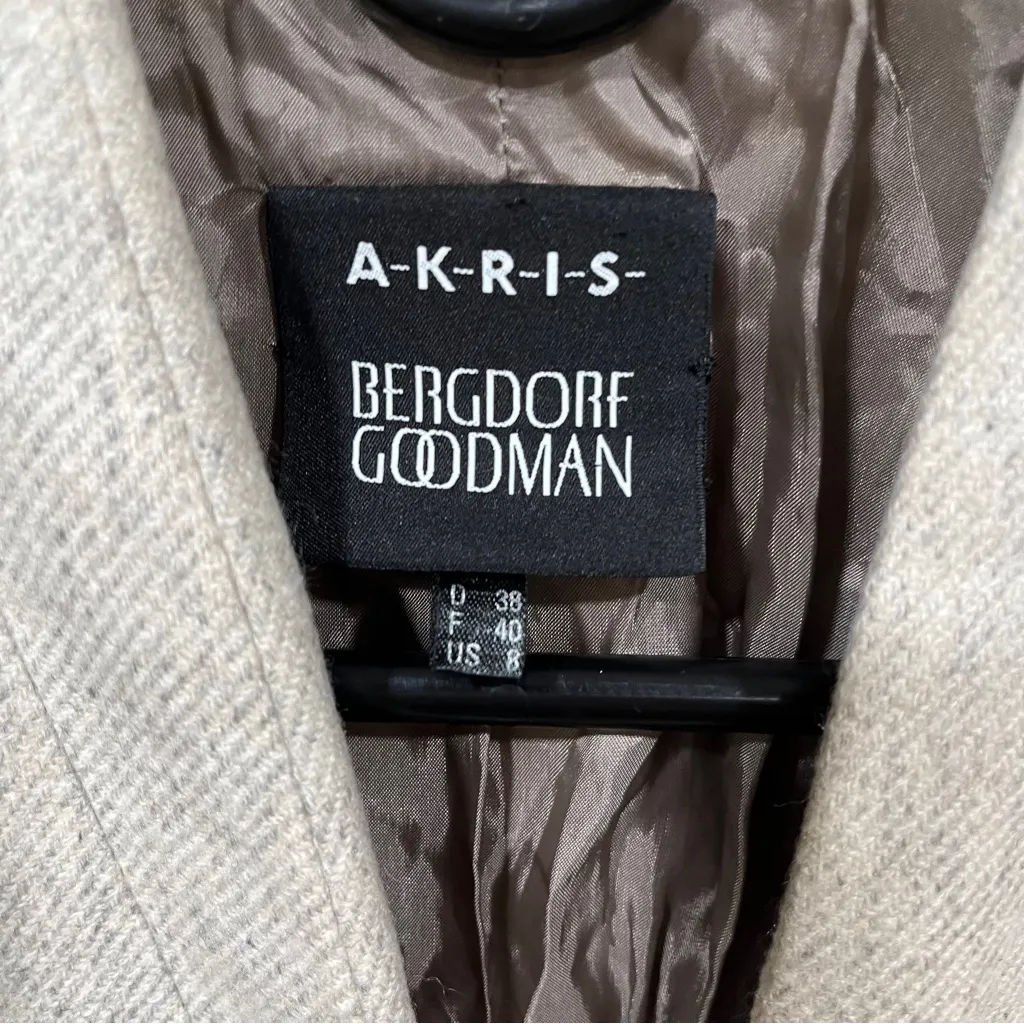 A-K-R-I-S-
BERGDORF
GOODMAN
D 38
F 40
US 8